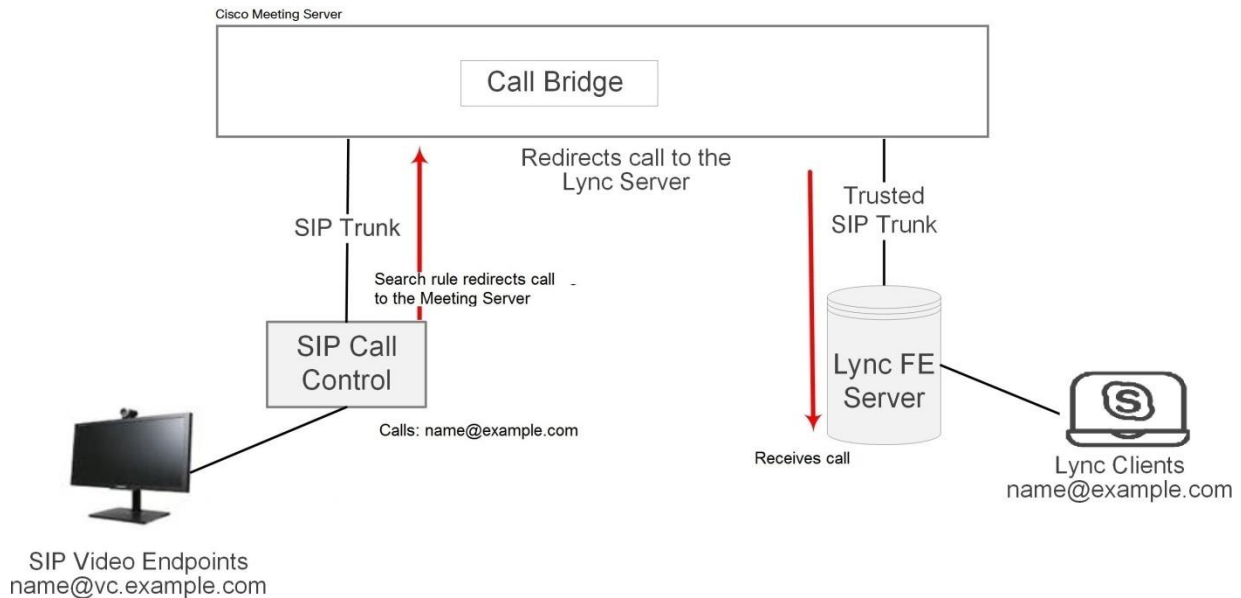 Cisco Meeting Server
Call Bridge
Redirects call to the
Lync Server
SIP Trunk
Trusted
SIP Trunk
Search rule redirects call
to the Meeting Server
SIP Call
Control
Lync FE
Server
Calls: name@example.com
Receives call
S
Lync Clients
name@example.com
SIP Video Endpoints
name@vc.example.com